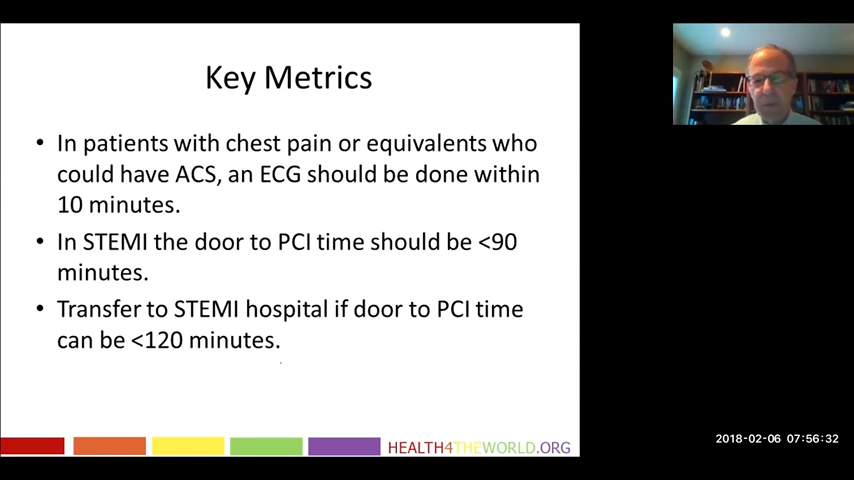 Key Metrics
• In patients with chest pain or equivalents who
could have ACS, an ECG should be done within
10 minutes.
• In STEMI the door to PCI time should be <90
minutes.
• Transfer to STEMI hospital if door to PCI time
can be <120 minutes.
HEALTH4THEWORLD.ORG
2018-02-06 07:56:32